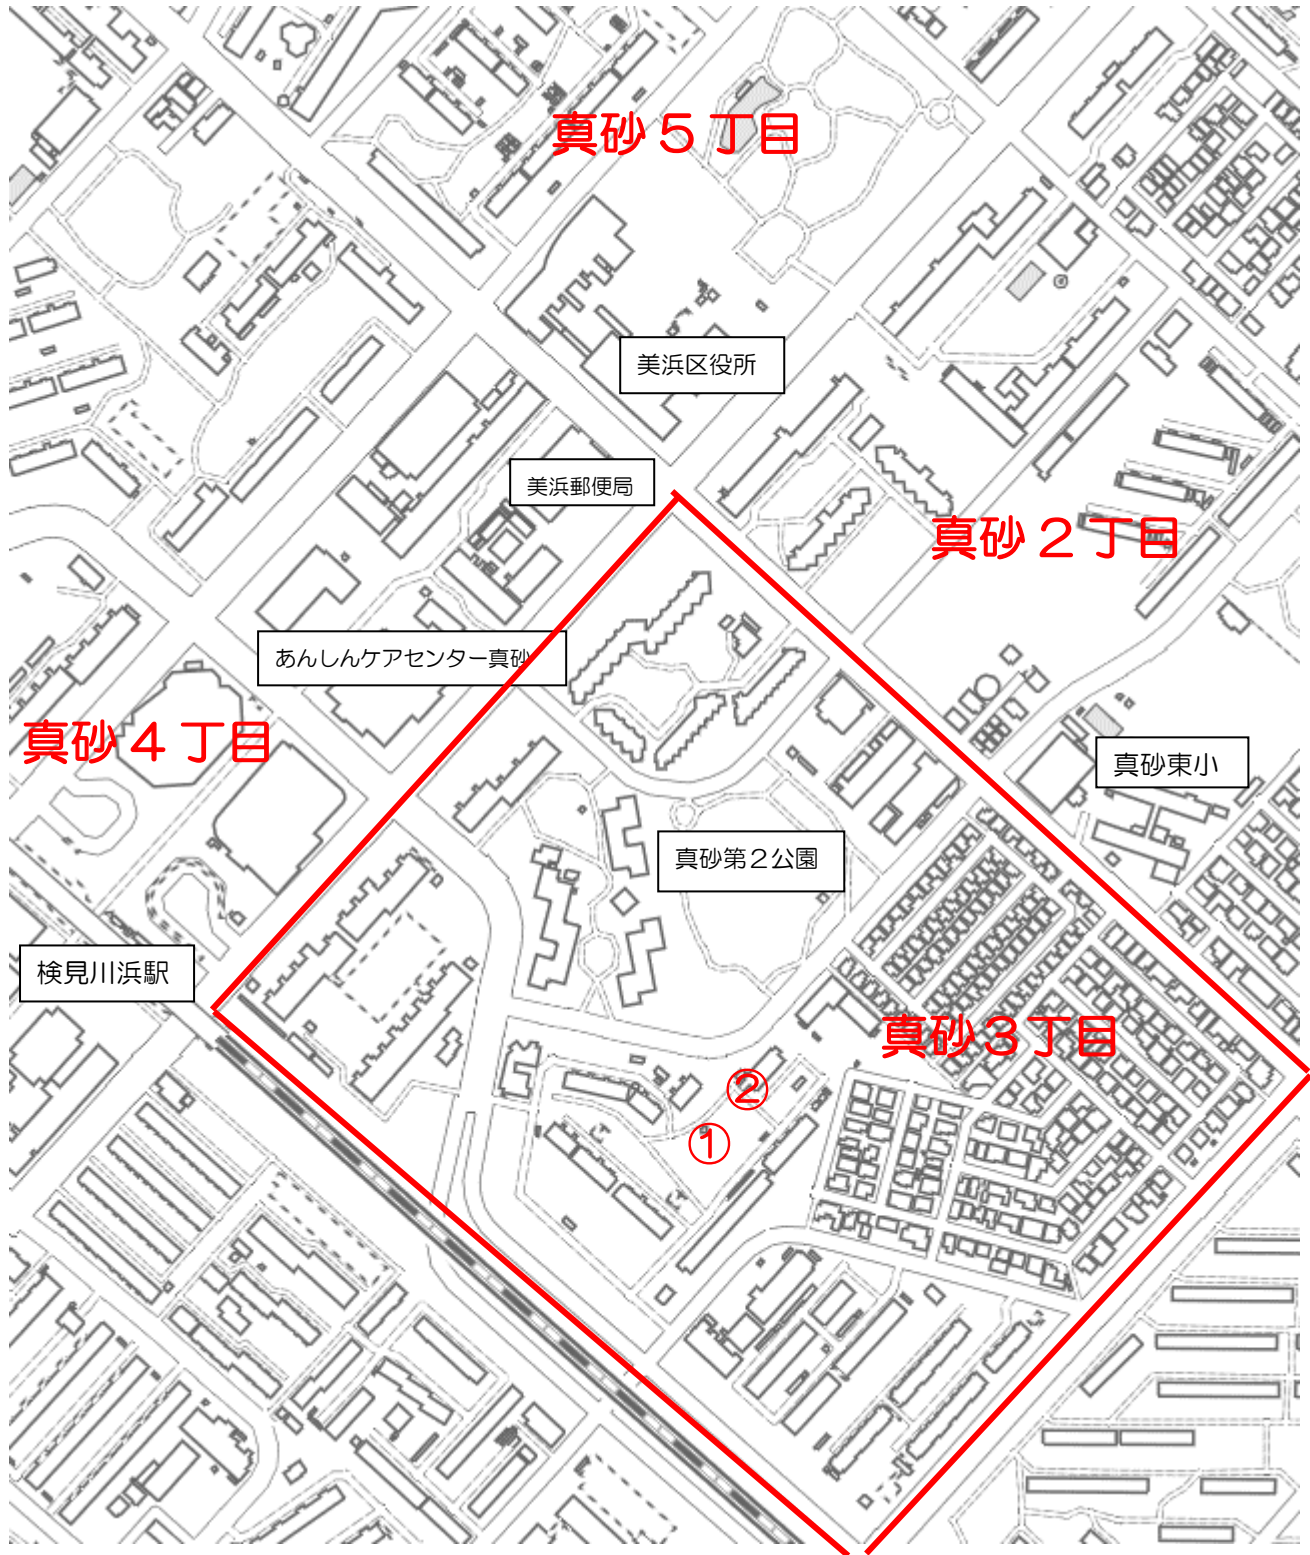 真砂５丁目
美浜区役所
美浜郵便局
真砂２丁目
あんしんケアセンター真砂
真砂４丁目
真砂東小
真砂第２公園
検見川浜駅
真砂３丁目
②
①